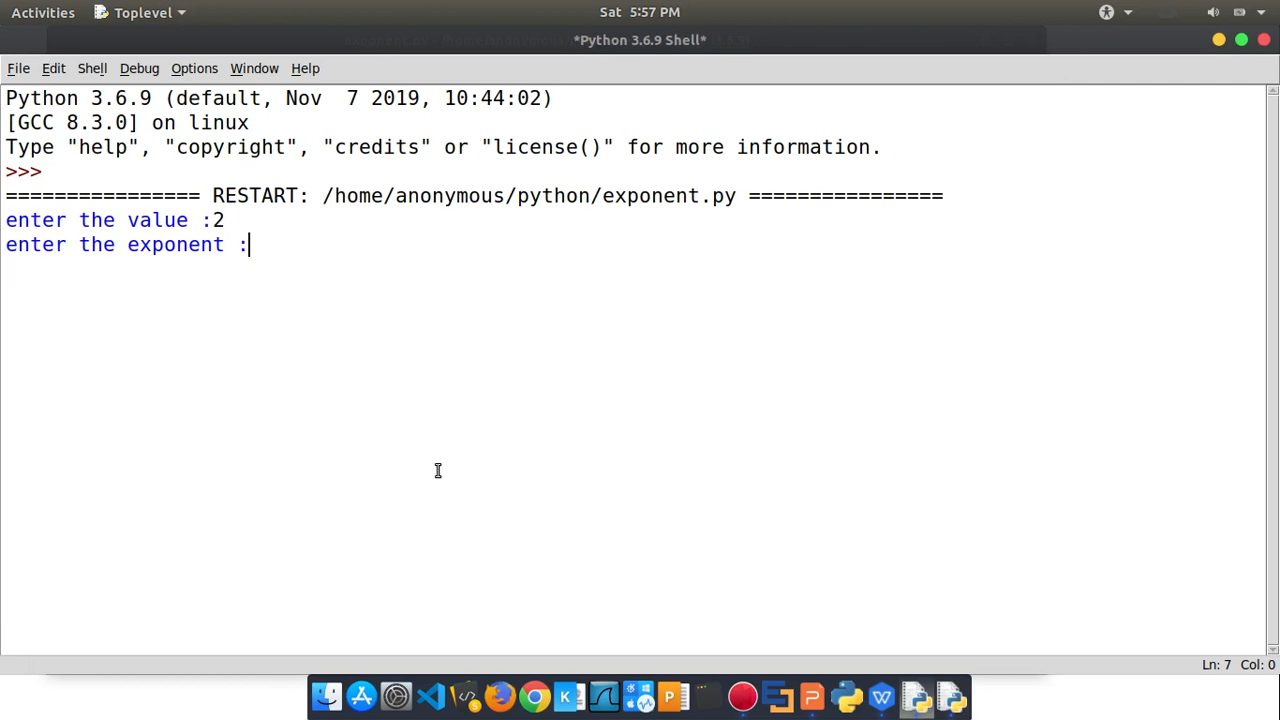 Activities Toplevel Sat 5:57 PM
*Python 3.6.9 Shell*
File Edit Shell Debug Options Window Help
Python 3.6.9 (default, Nov  7 2019, 10:44:02)
[GCC 8.3.0] on linux
Type "help", "copyright", "credits" or "license()" for more information.
>>>
================ RESTART: /home/anonymous/python/exponent.py ================
enter the value :2
enter the exponent :
Ln: 7 Col: 0